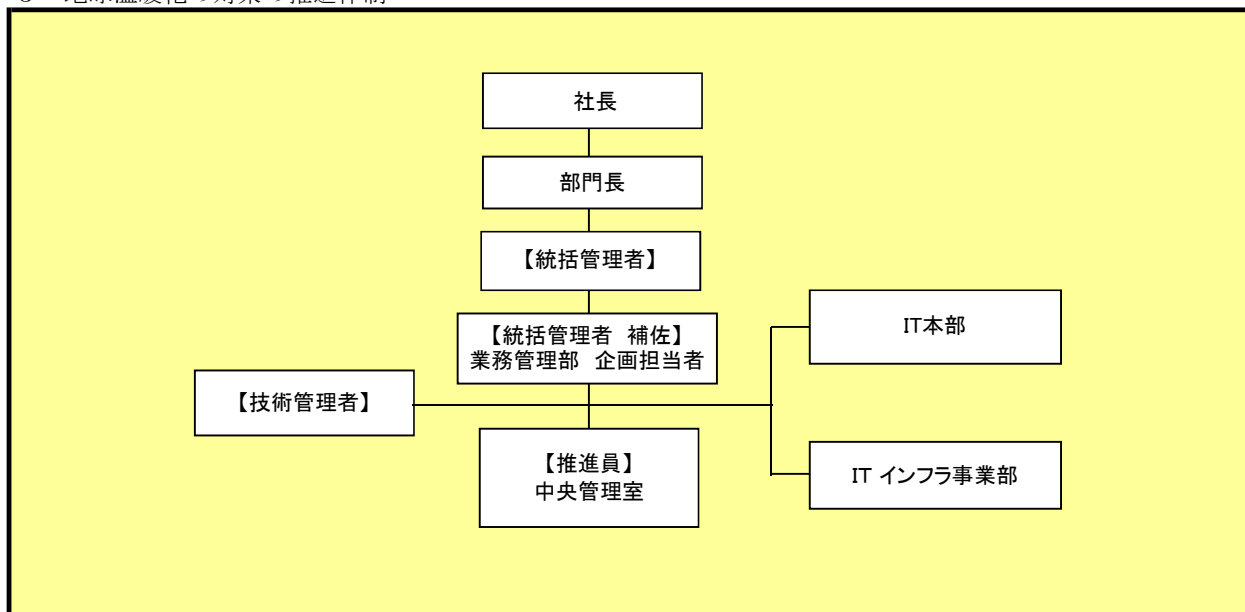 社長
部門長
【統括管理者】
【統括管理者 補佐】
業務管理部 企画担当者
IT本部
【技術管理者】
【推進員】
中央管理室
IT インフラ事業部